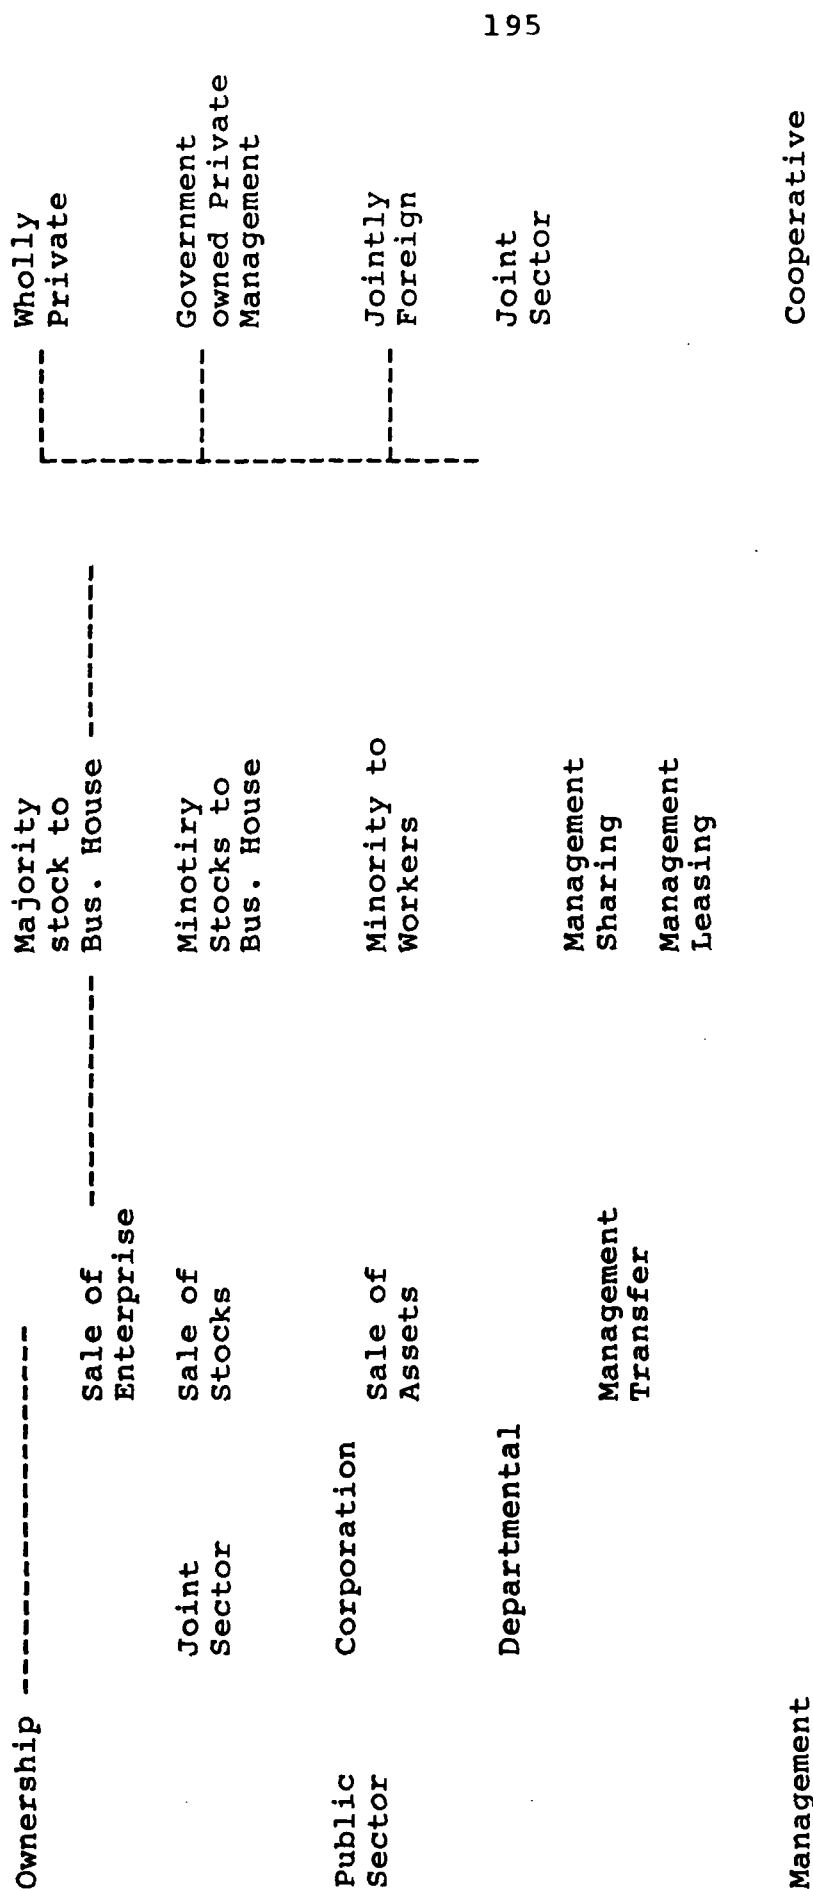 195
Ownership
Public
Sector
Management
Joint
Sector
Corporation
Departmental
Sale of
Enterprise
Sale of
Stocks
Sale of
Assets
Management
Transfer
Majority
stock to
Bus. House
Minotiry
Stocks to
Bus. House
Minority to
Workers
Management
Sharing
Management
Leasing
Wholly
Private
Government
owned Private
Management
Jointly
Foreign
Joint
Sector
Cooperative